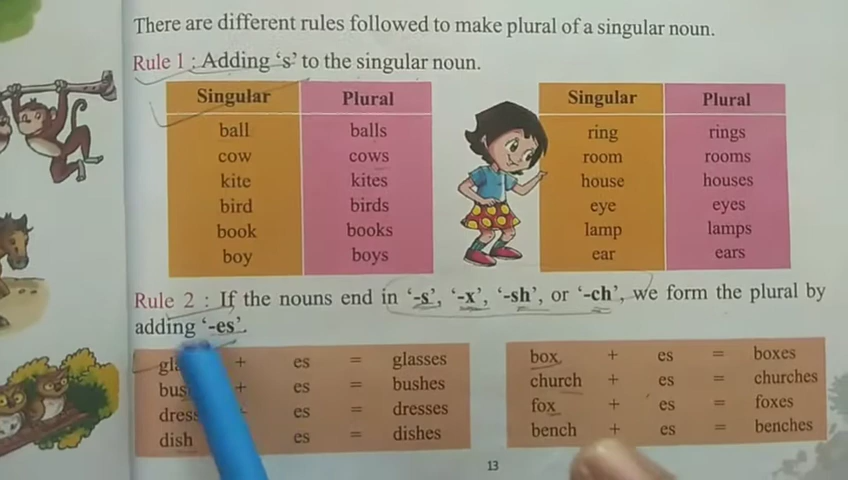 There are different rules followed to make plural of a singular noun.
Rule 1 : Adding 's' to the singular noun.
Singular Plural
ball balls
cow cows
kite kites
bird birds
book books
boy boys
Singular Plural
ring rings
room rooms
house houses
eye eyes
lamp lamps
ear ears
Rule 2 : If the nouns end in '-s', '-x', '-sh', or '-ch', we form the plural by
adding '-es'.
+ es = glasses
+ es = bushes
es = dresses
dish es = dishes
box + es = boxes
church + es = churches
fox + es = foxes
bench + es = benches
13